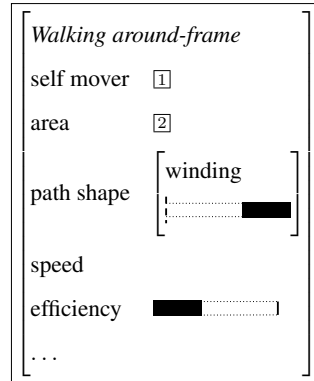 Walking around-frame
self mover 1
area 2
path shape winding
speed
efficiency
...